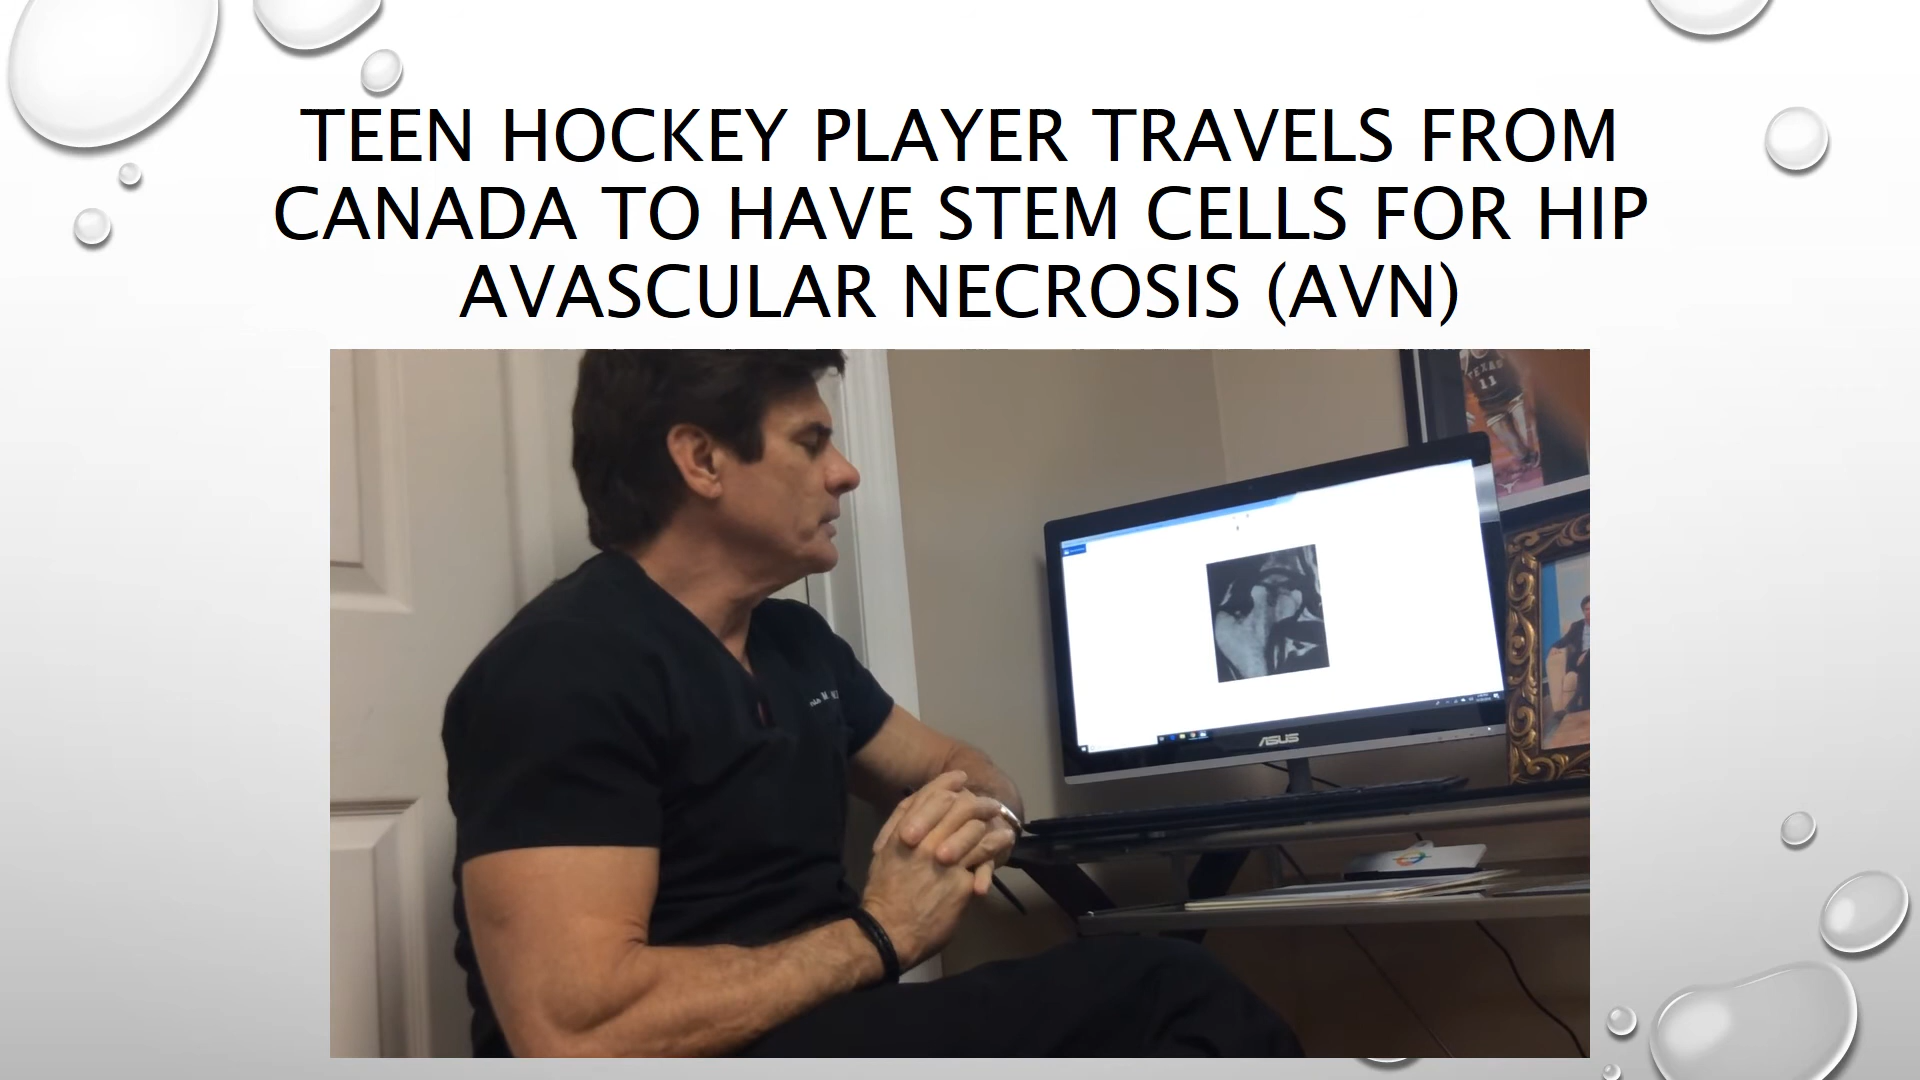 TEEN HOCKEY PLAYER TRAVELS FROM
CANADA TO HAVE STEM CELLS FOR HIP
AVASCULAR NECROSIS (AVN)
TEXAS
11
ASUS